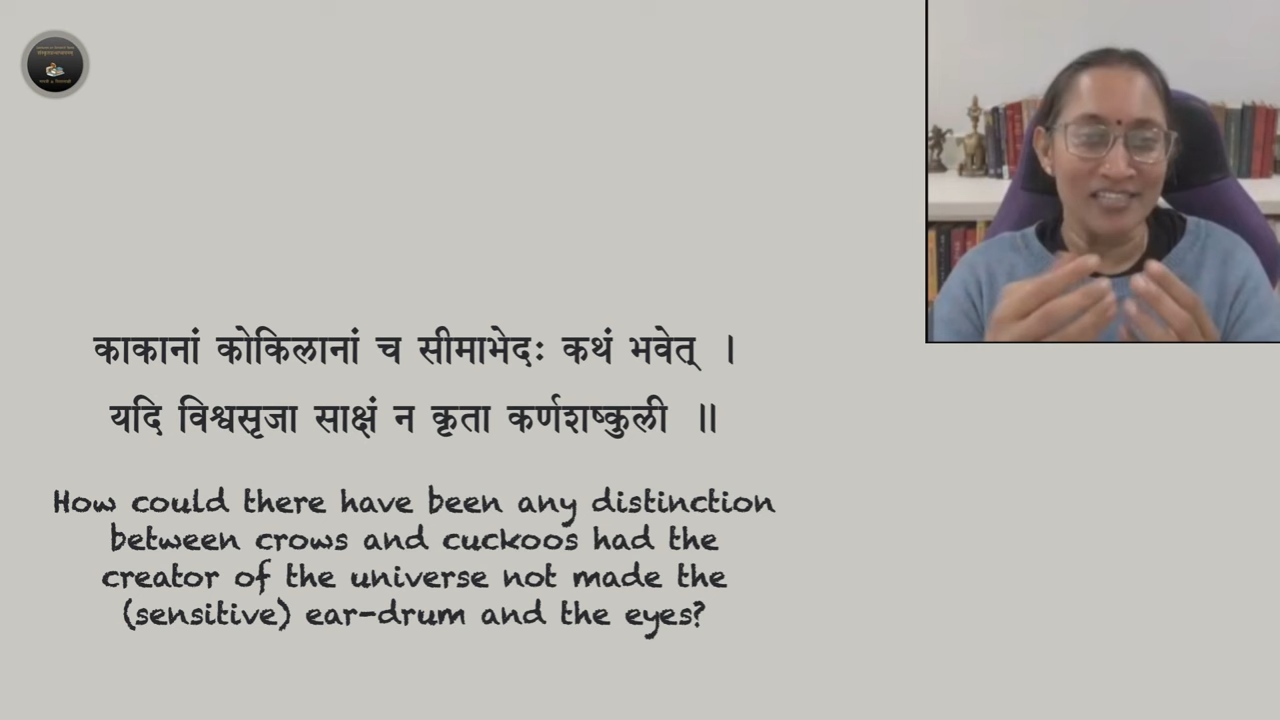 काकानां कोकिलानां च सीमाभेदः कथं भवेत् ।
यदि विश्वसृजा साक्षं न कृता कर्णशष्कुली ॥
How could there have been any distinction
between crows and cuckoos had the
creator of the universe not made the
(sensitive) ear-drum and the eyes?